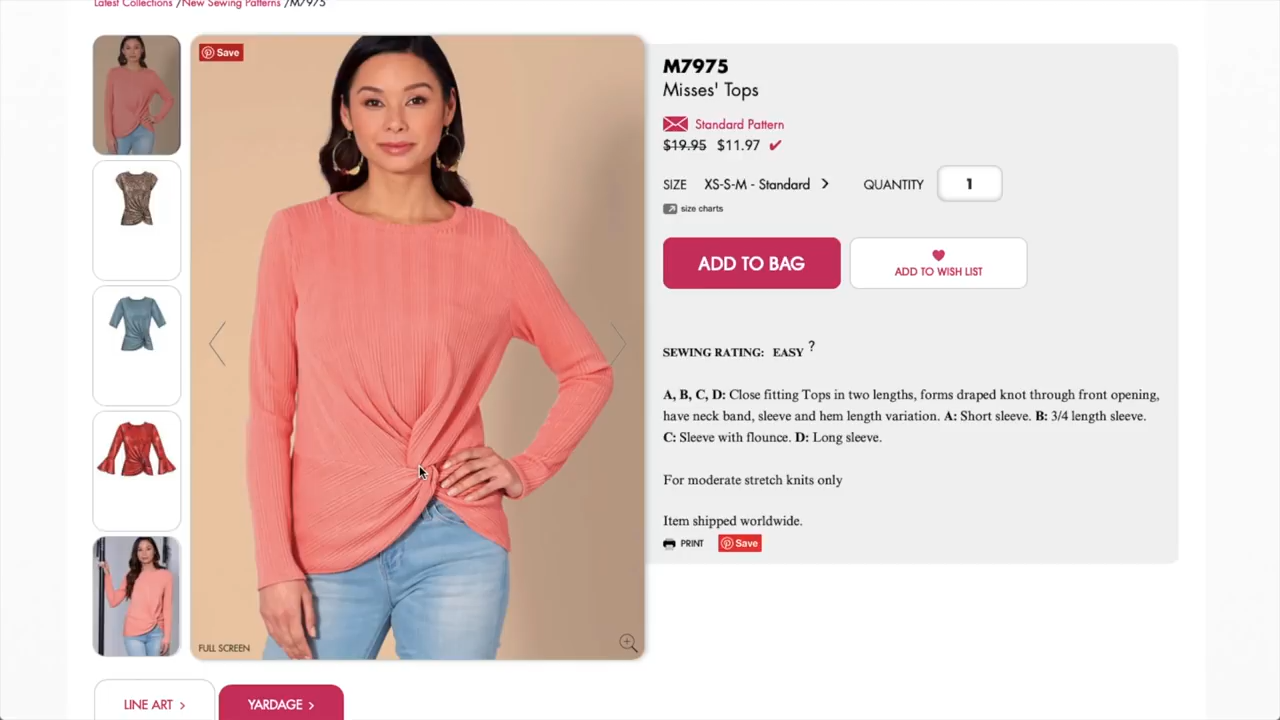 Latest Collections /New Sewing Patterns /M7975
Save
M7975
Misses' Tops
Standard Pattern
$19.95 $11.97
SIZE XS-S-M - Standard > QUANTITY 1
size charts
ADD TO BAG
ADD TO WISH LIST
SEWING RATING: EASY ?
A, B, C, D: Close fitting Tops in two lengths, forms draped knot through front opening,
have neck band, sleeve and hem length variation. A: Short sleeve. B: 3/4 length sleeve.
C: Sleeve with flounce. D: Long sleeve.
For moderate stretch knits only
Item shipped worldwide.
PRINT Save
FULL SCREEN
LINE ART > YARDAGE >